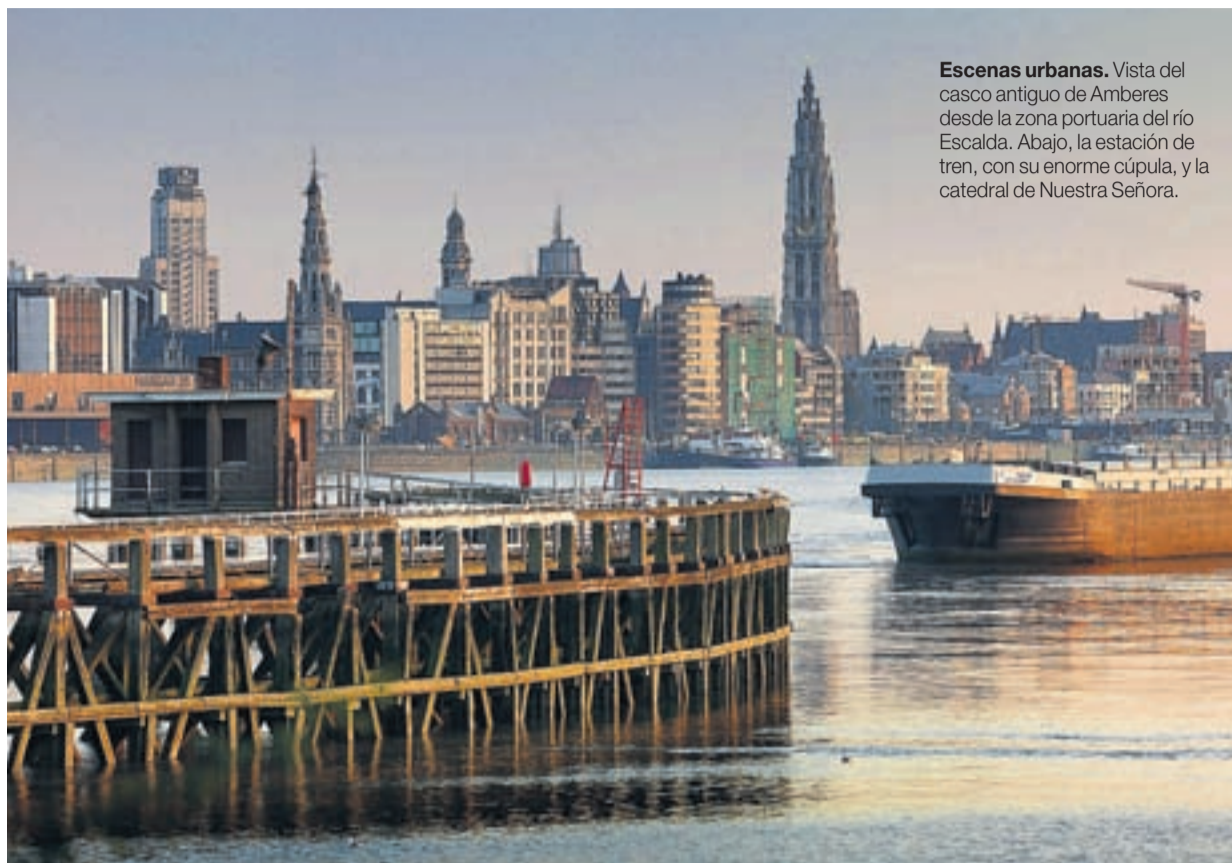 Escenas urbanas. Vista del
casco antiguo de Amberes
desde la zona portuaria del río
Escalda. Abajo, la estación de
tren, con su enorme cúpula, y la
catedral de Nuestra Señora.